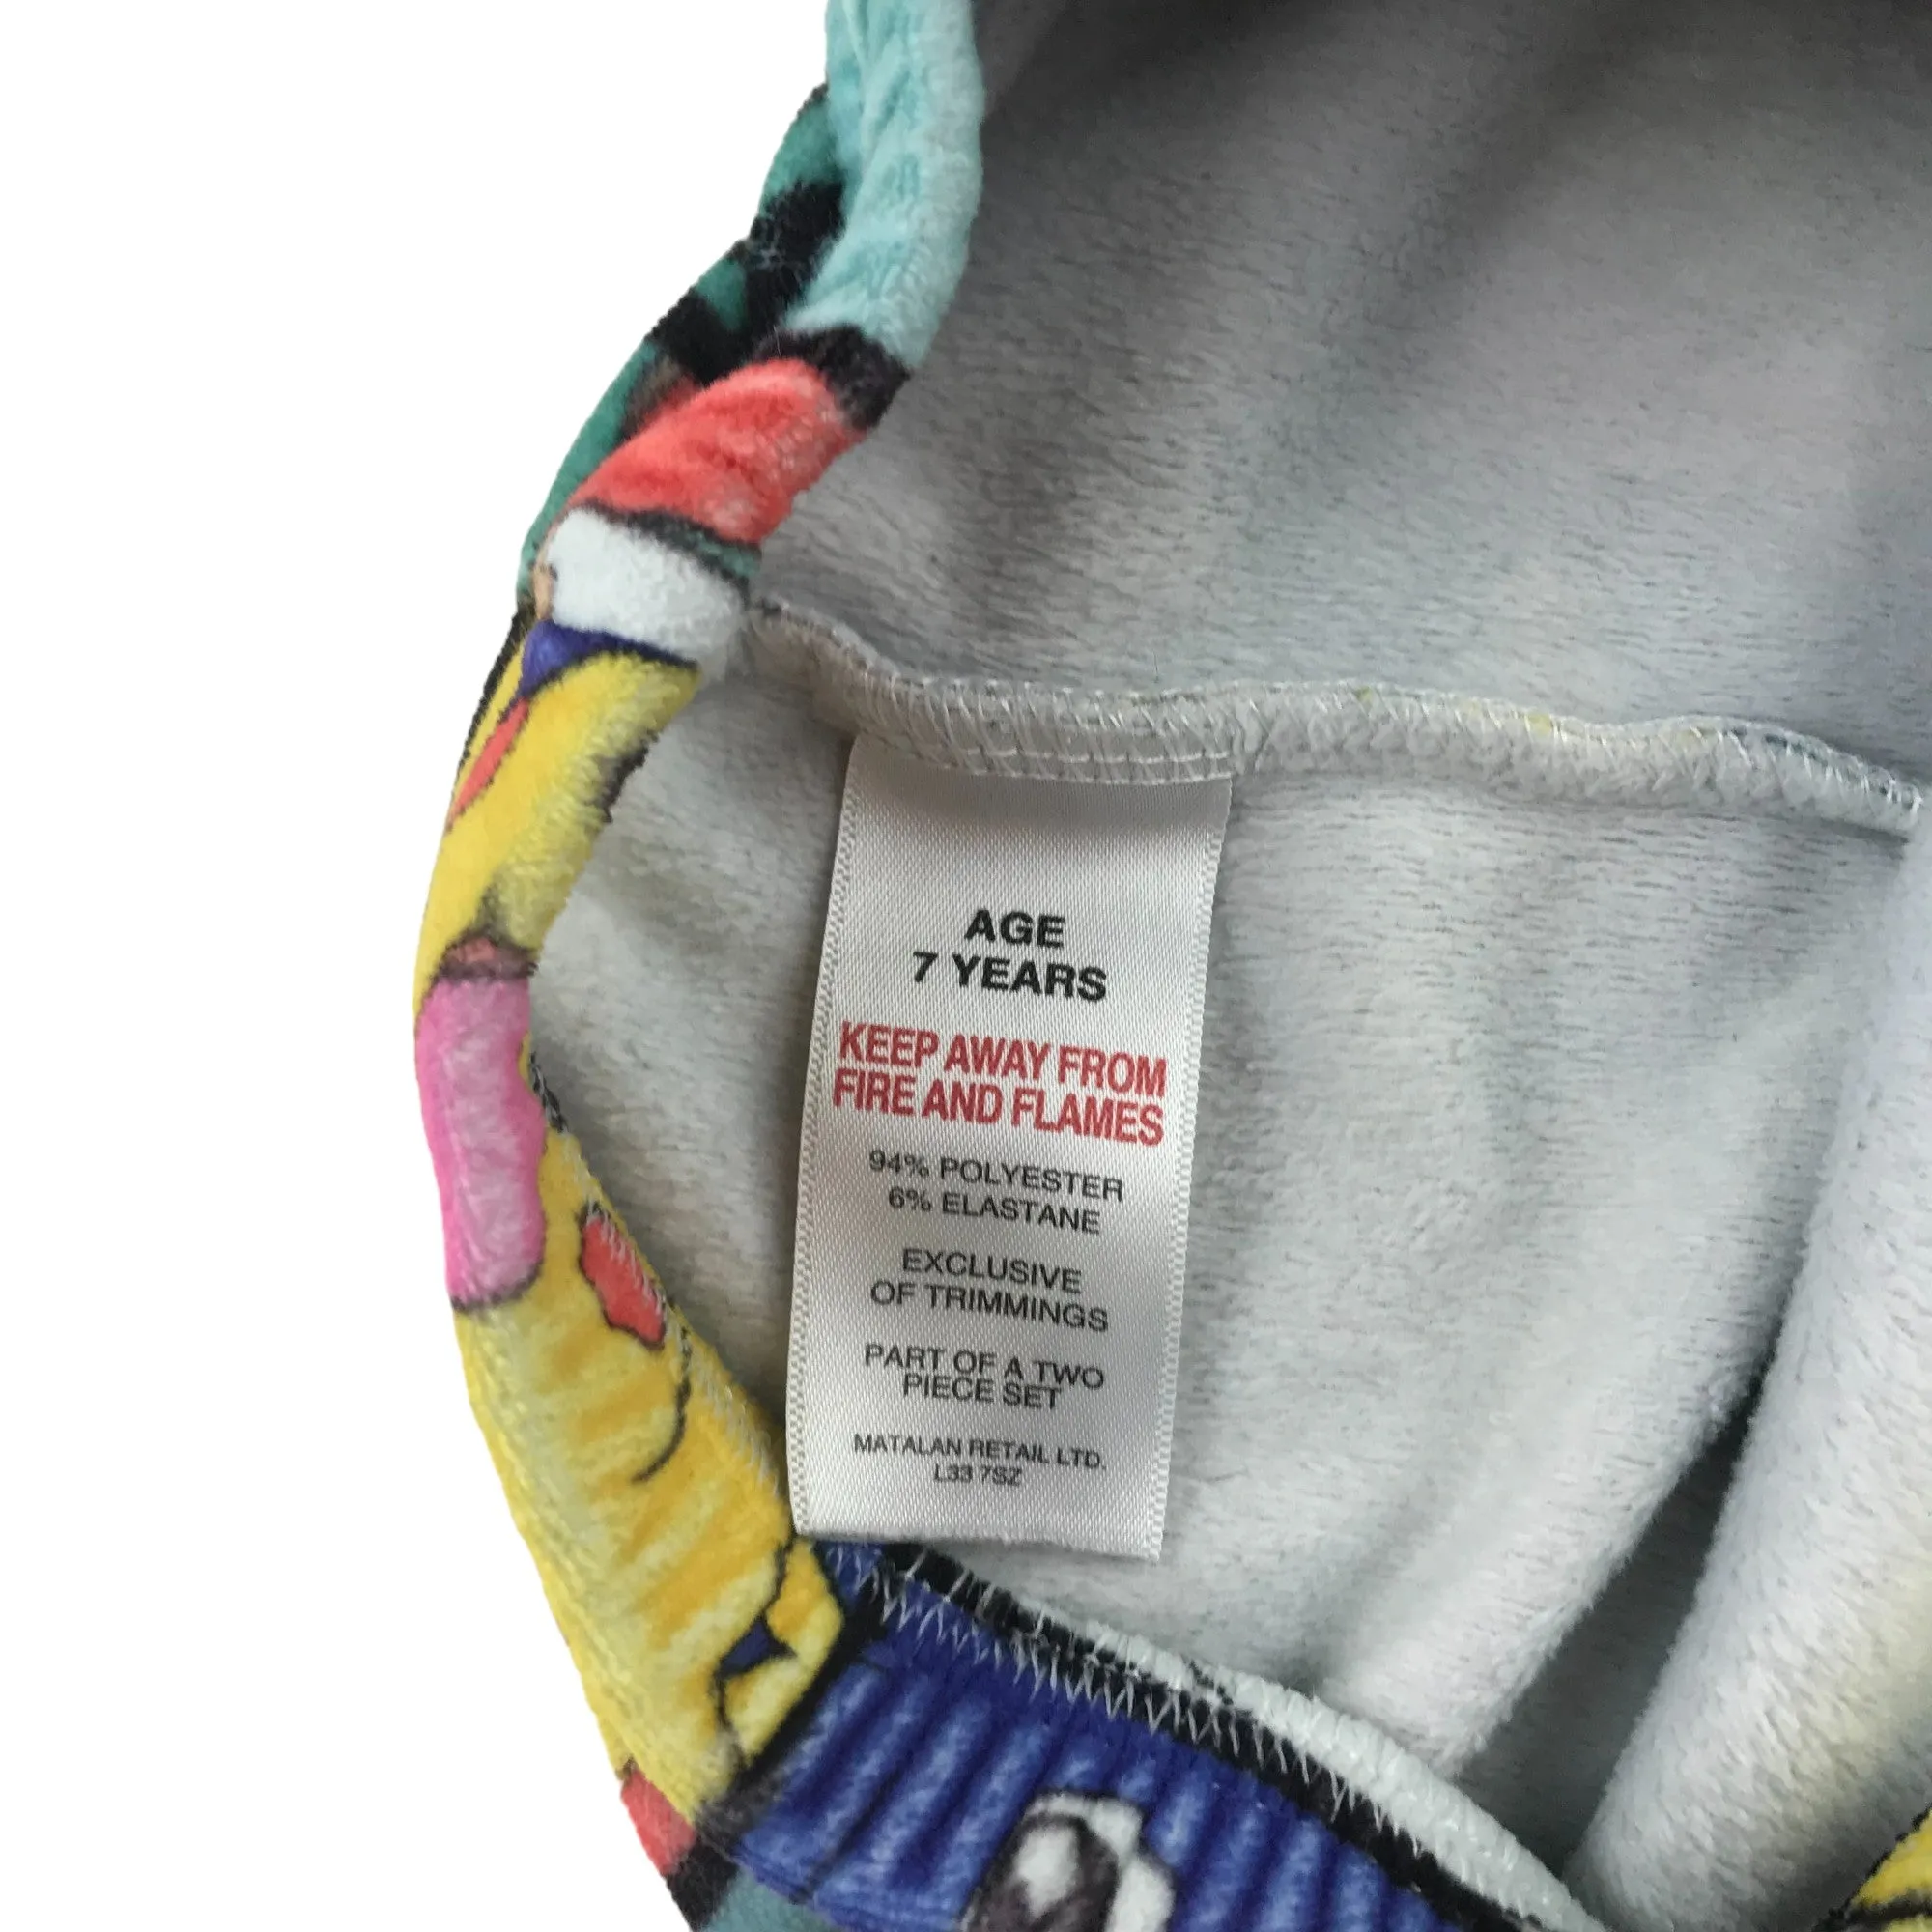 AGE
7 YEARS
KEEP AWAY FROM
FIRE AND FLAMES
94% POLYESTER
6% ELASTANE
EXCLUSIVE
OF TRIMMINGS
PART OF A TWO
PIECE SET
MATALAN RETAIL LTD.
L33 7SZ